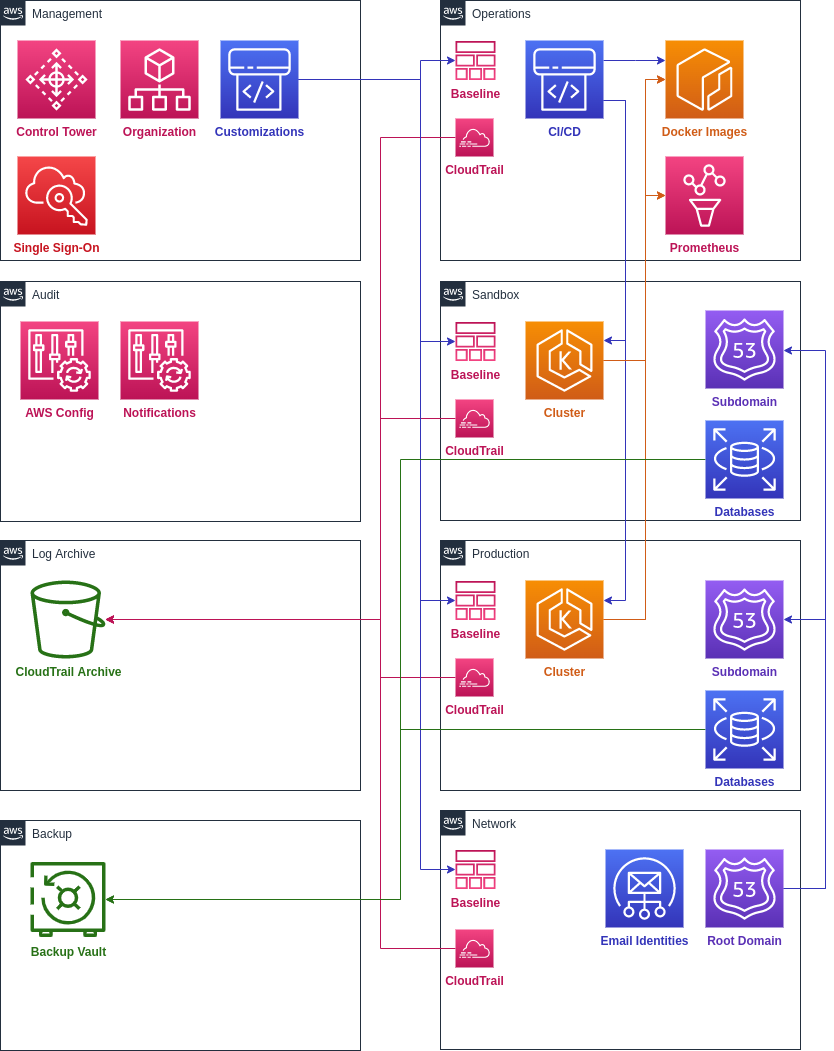 aws
Management
Control Tower
Organization
Customizations
Single Sign-On
aws
Operations
Baseline
CI/CD
Docker Images
CloudTrail
Prometheus
aws
Audit
AWS Config
Notifications
aws
Sandbox
Baseline
K
Cluster
53
Subdomain
CloudTrail
Databases
aws
Log Archive
CloudTrail Archive
aws
Production
Baseline
K
Cluster
53
Subdomain
CloudTrail
Databases
aws
Backup
Backup Vault
aws
Network
Baseline
Email Identities
53
Root Domain
CloudTrail